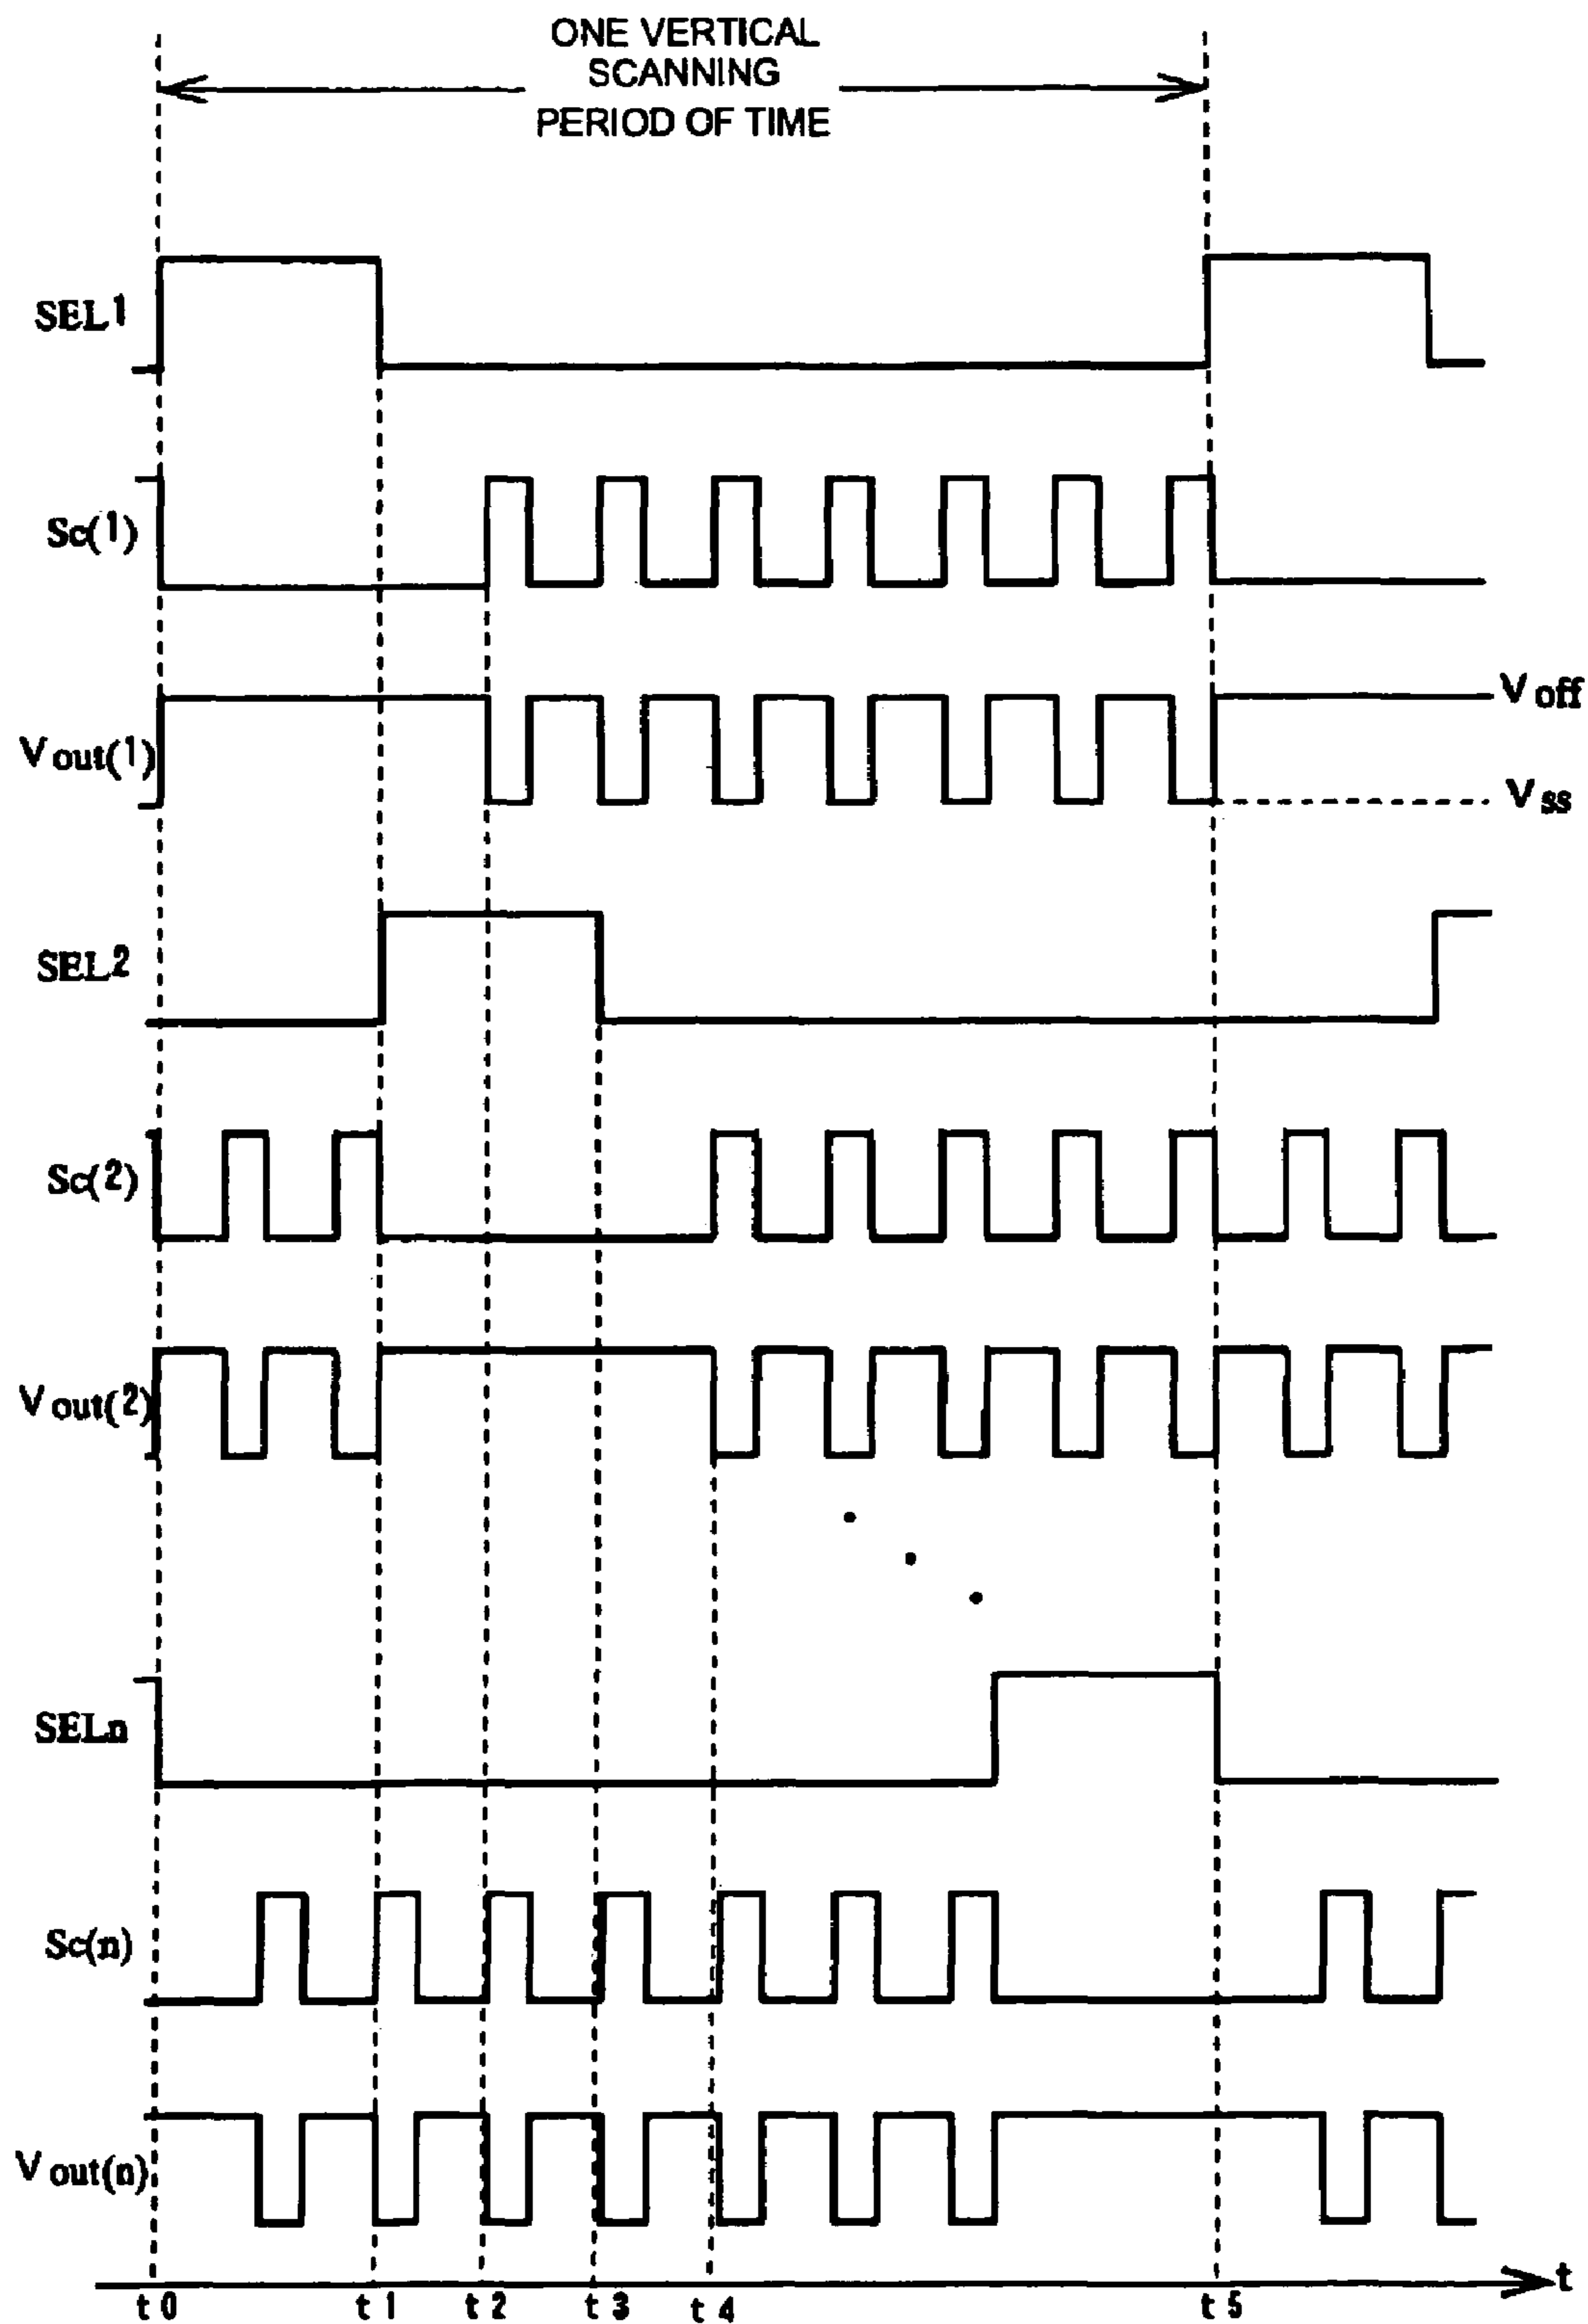 ONE VERTICAL
SCANNING
PERIOD OF TIME
SEL1
Sc(1)
Voff
Vout(1)
Vss
SEL2
Sc(2)
Vout(2)
SELn
Sc(n)
Vout(n)
t
t0 t1 t2 t3 t4 t5